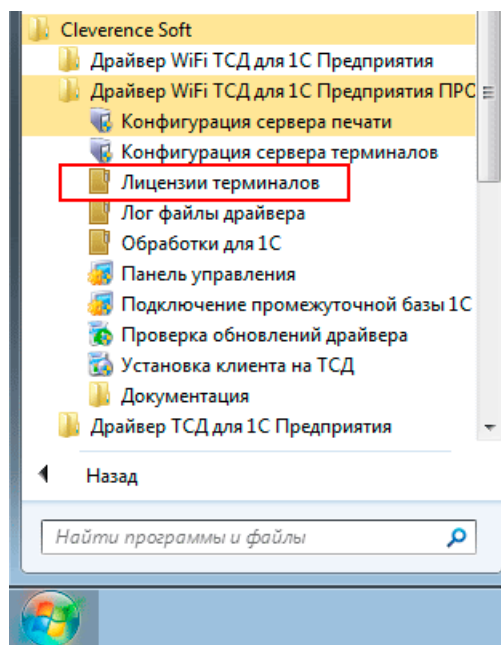 Cleverence Soft
Драйвер WiFi ТСД для 1С Предприятия
Драйвер WiFi ТСД для 1С Предприятия ПРС
Конфигурация сервера печати
Конфигурация сервера терминалов
Лицензии терминалов
Лог файлы драйвера
Обработки для 1С
Панель управления
Подключение промежуточной базы 1С
Проверка обновлений драйвера
Установка клиента на ТСД
Документация
Драйвер ТСД для 1С Предприятия
Назад
Найти программы и файлы